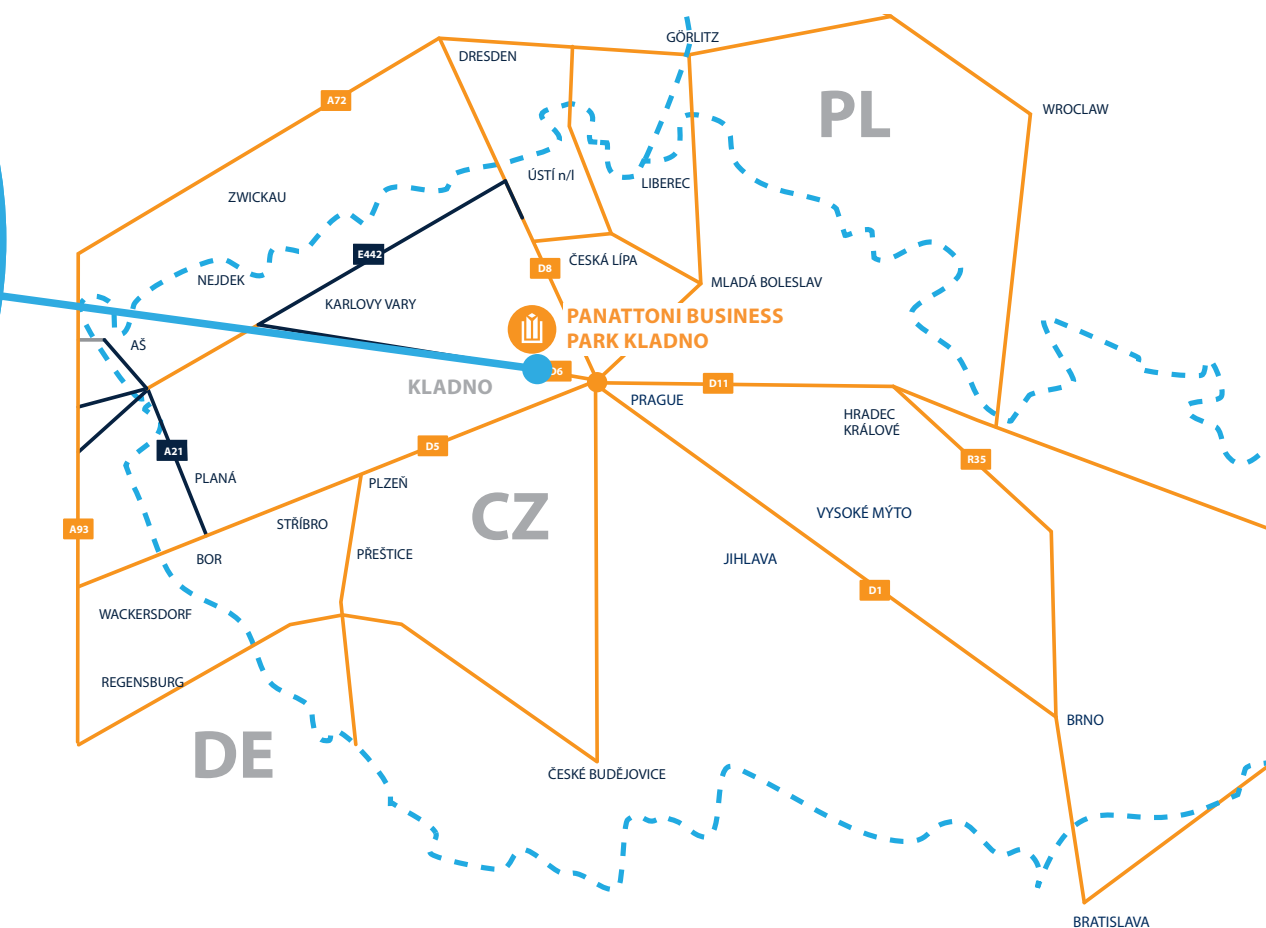 GÖRLITZ
DRESDEN
A72
PL
WROCLAW
ÚSTÍ n/l
LIBEREC
ZWICKAU
E442
ČESKÁ LÍPA
D8
NEJDEK
MLADÁ BOLESLAV
KARLOVY VARY
PANATTONI BUSINESS
PARK KLADNO
AŠ
D6
KLADNO
D11
PRAGUE
HRADEC
KRÁLOVÉ
D5
A21
R35
PLANÁ
PLZEŇ
CZ
VYSOKÉ MÝTO
STŘÍBRO
A93
PŘEŠTICE
BOR
JIHLAVA
D1
WACKERSDORF
REGENSBURG
BRNO
DE
ČESKÉ BUDĚJOVICE
BRATISLAVA